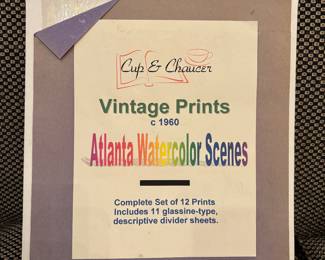 Cup & Chaucer
Vintage Prints
c 1960
Atlanta Watercolor Scenes
Complete Set of 12 Prints
Includes 11 glassine-type,
descriptive divider sheets.